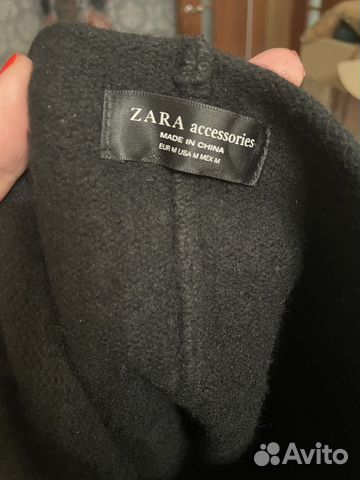 ZARA accessories
MADE IN CHINA
EUR M USA M MEX M
Avito